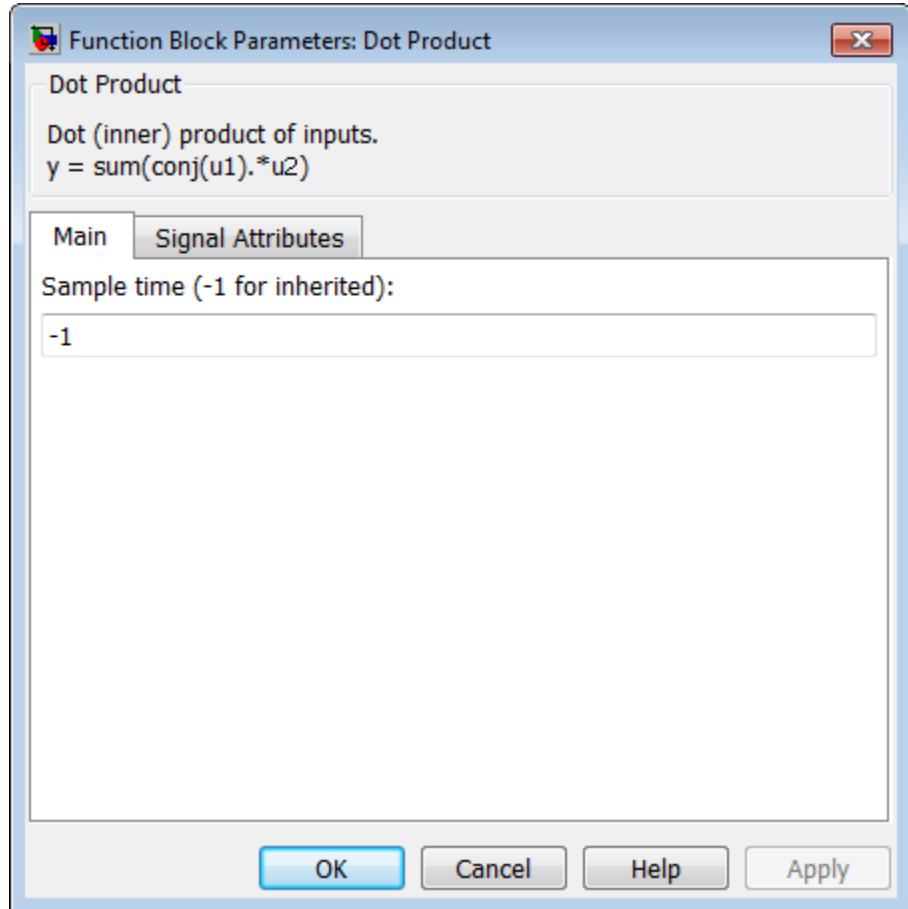 Function Block Parameters: Dot Product
Dot Product
Dot (inner) product of inputs.
y = sum(conj(u1).*u2)
Main Signal Attributes
Sample time (-1 for inherited):
-1
OK Cancel Help Apply